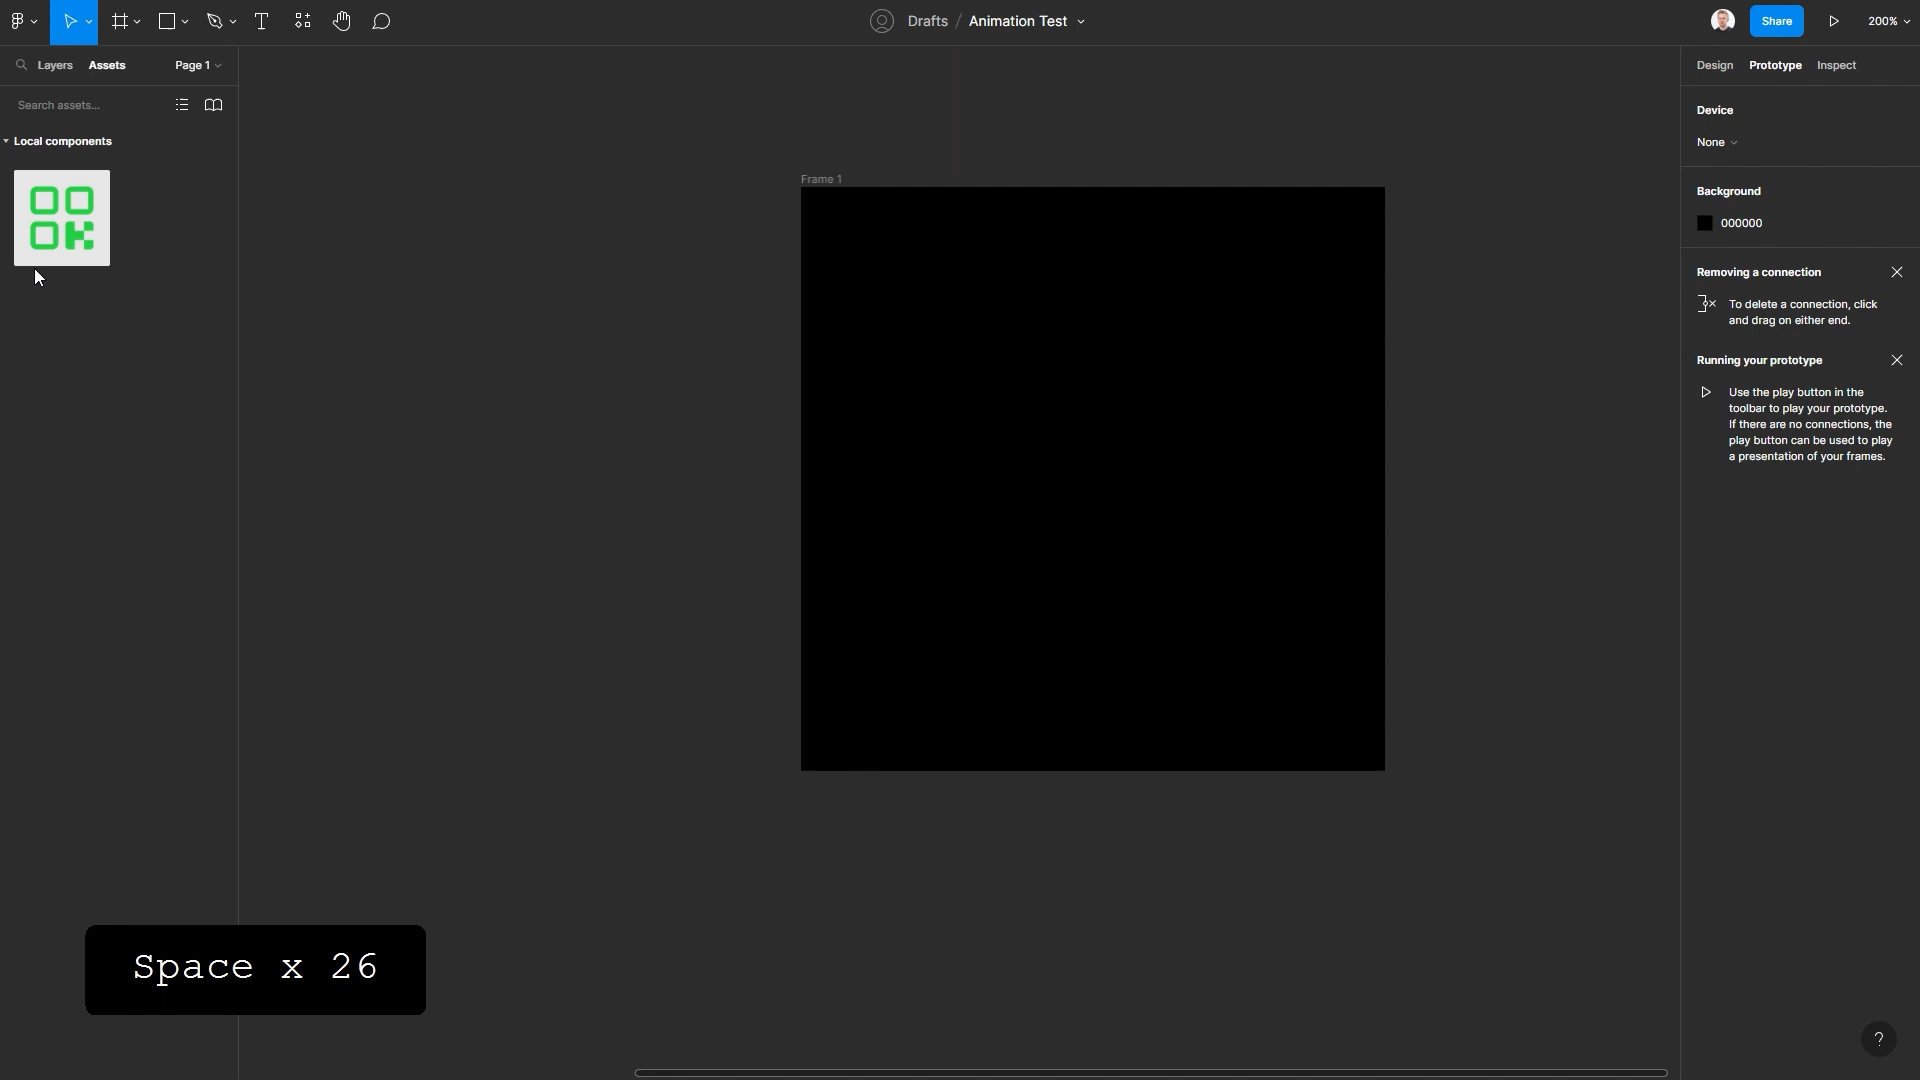 Drafts / Animation Test
Share
200%
Layers Assets Page 1
Search assets...
Local components
Frame 1
Design Prototype Inspect
Device
None
Background
000000
Removing a connection
To delete a connection, click
and drag on either end.
Running your prototype
Use the play button in the
toolbar to play your prototype.
If there are no connections, the
play button can be used to play
a presentation of your frames.
Space x 26
?